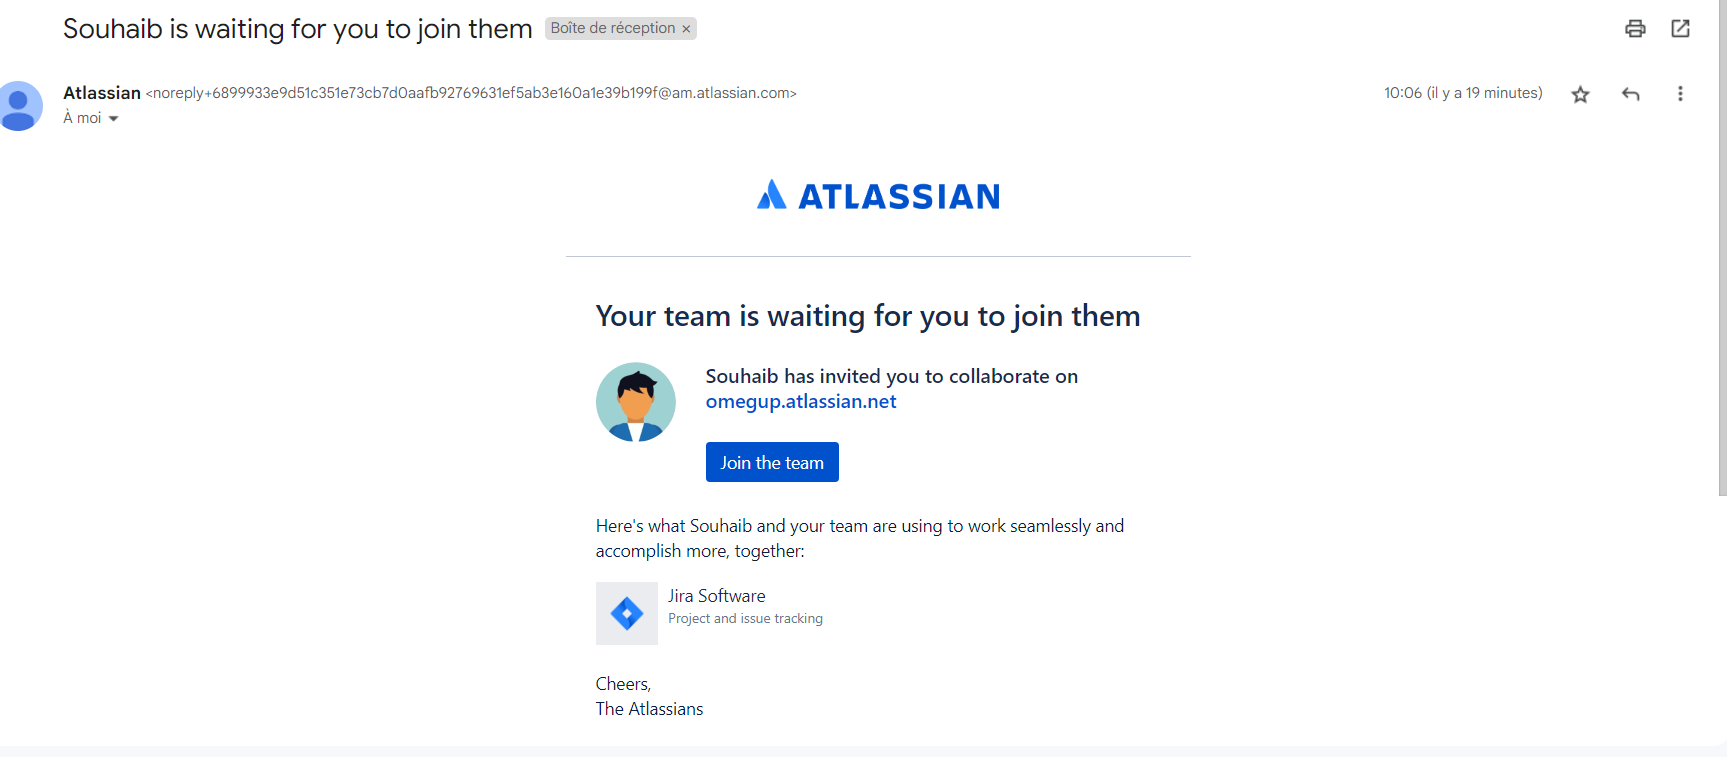 Souhaib is waiting for you to join them Boîte de réception ×
Atlassian <noreply+6899933e9d51c351e73cb7d0aafb92769631ef5ab3e160a1e39b199f@am.atlassian.com> 10:06 (il y a 19 minutes)
À moi
ATLASSIAN
Your team is waiting for you to join them
Souhaib has invited you to collaborate on
omegup.atlassian.net
Join the team
Here's what Souhaib and your team are using to work seamlessly and
accomplish more, together:
Jira Software
Project and issue tracking
Cheers,
The Atlassians